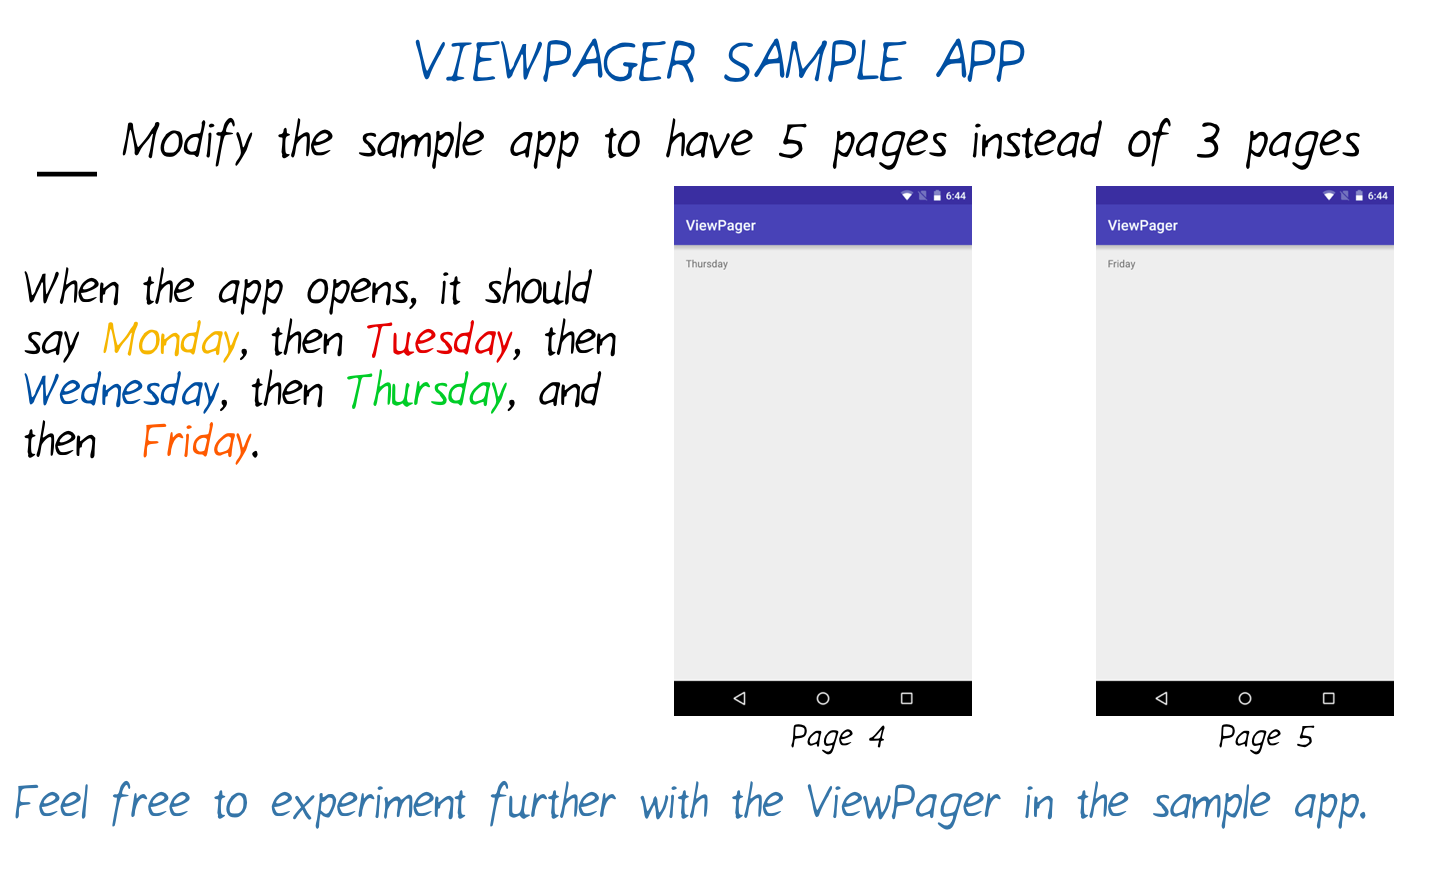 VIEWPAGER SAMPLE APP
Modify the sample app to have 5 pages instead of 3 pages
When the app opens, it should
say Monday, then Tuesday, then
Wednesday, then Thursday, and
then Friday.
6:44
ViewPager
Thursday
Page 4
6:44
ViewPager
Friday
Page 5
Feel free to experiment further with the ViewPager in the sample app.